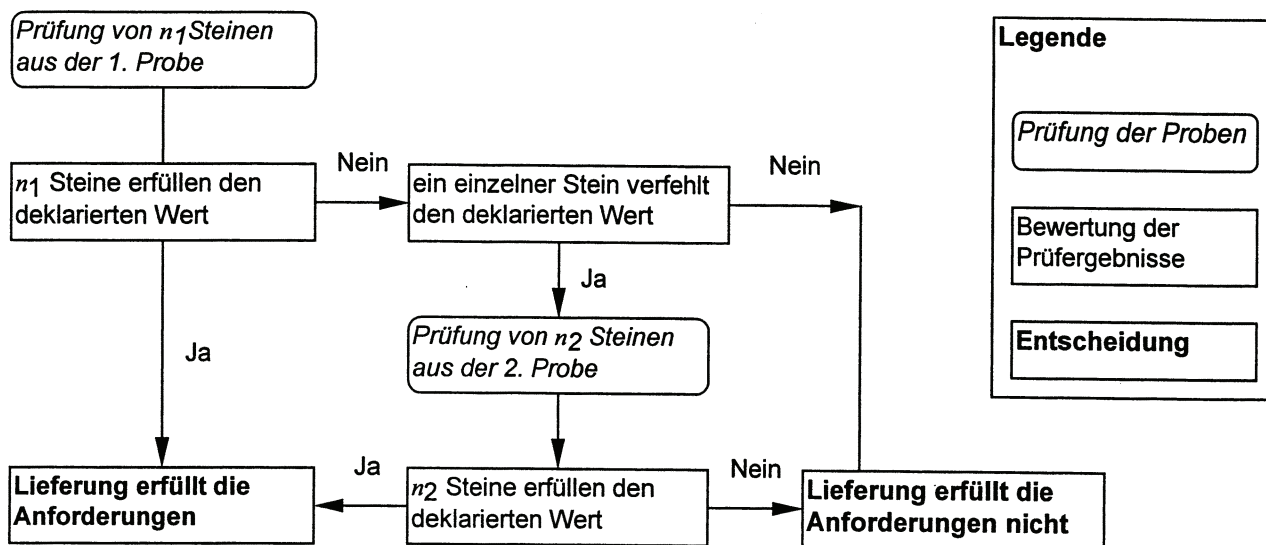 Prüfung von n1 Steinen
aus der 1. Probe
n1 Steine erfüllen den
deklarierten Wert
Nein
ein einzelner Stein verfehlt
den deklarierten Wert
Nein
Ja
Ja
Prüfung von n2 Steinen
aus der 2. Probe
Lieferung erfüllt die
Anforderungen
Ja
n2 Steine erfüllen den
deklarierten Wert
Nein
Lieferung erfüllt die
Anforderungen nicht
Legende
Prüfung der Proben
Bewertung der
Prüfergebnisse
Entscheidung